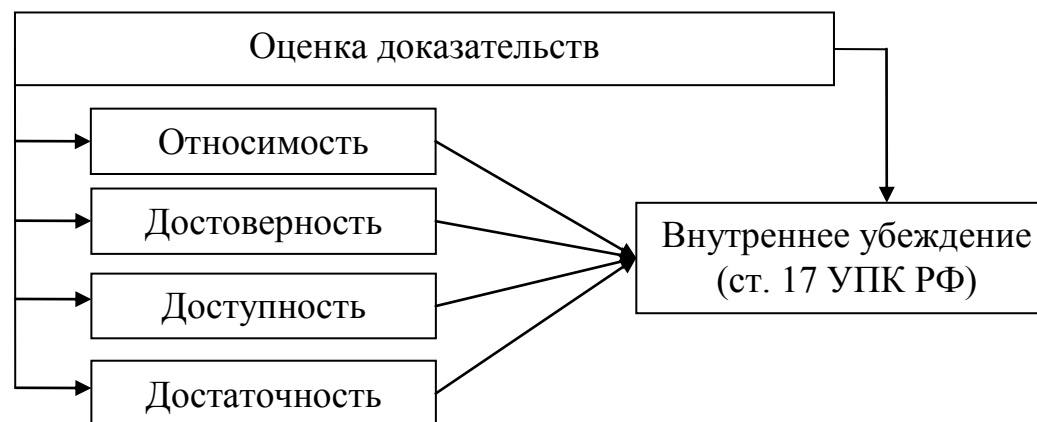 Оценка доказательств
Относимость
Достоверность
Доступность
Достаточность
Внутреннее убеждение
(ст. 17 УПК РФ)